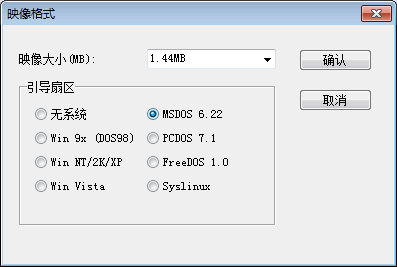 映像格式
映像大小(MB): 1.44MB 确认
取消
引导扇区
无系统 MSDOS 6.22
Win 9x (DOS98) PCDOS 7.1
Win NT/2K/XP FreeDOS 1.0
Win Vista Syslinux